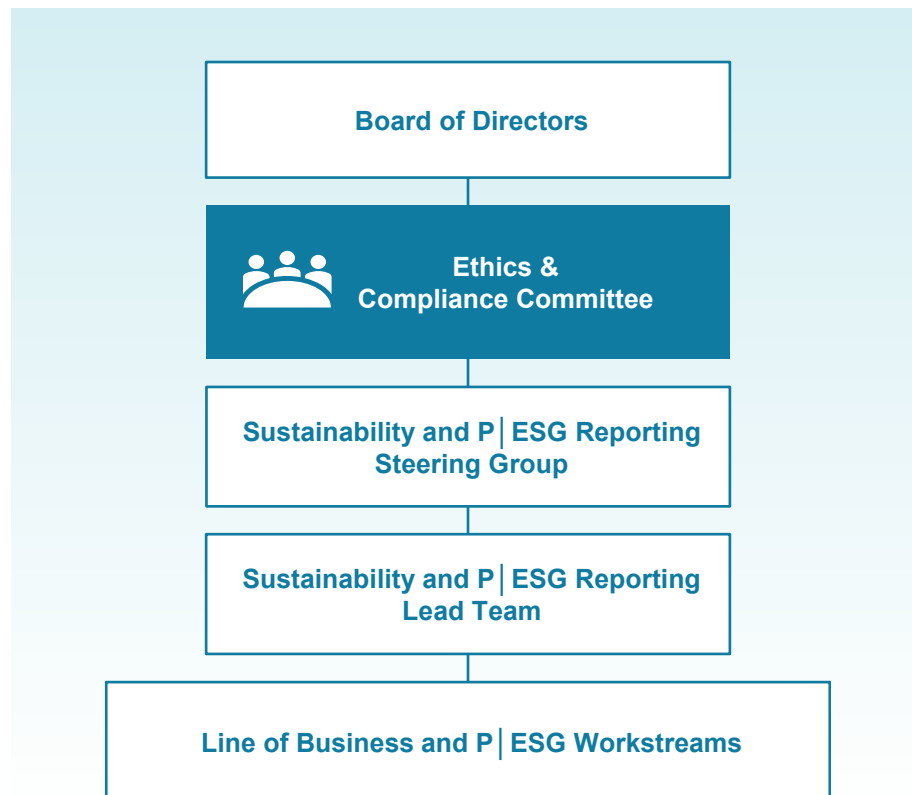 Board of Directors
Ethics &
Compliance Committee
Sustainability and P│ESG Reporting
Steering Group
Sustainability and P│ESG Reporting
Lead Team
Line of Business and P│ESG Workstreams